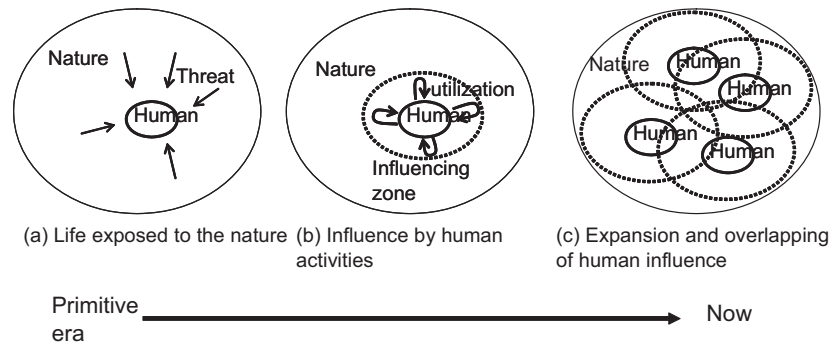 Nature
Threat
Human
Nature
utilization
Human
Influencing
zone
Nature
Human
Human
Human
Human
(a) Life exposed to the nature
(b) Influence by human
activities
(c) Expansion and overlapping
of human influence
Primitive
era
Now